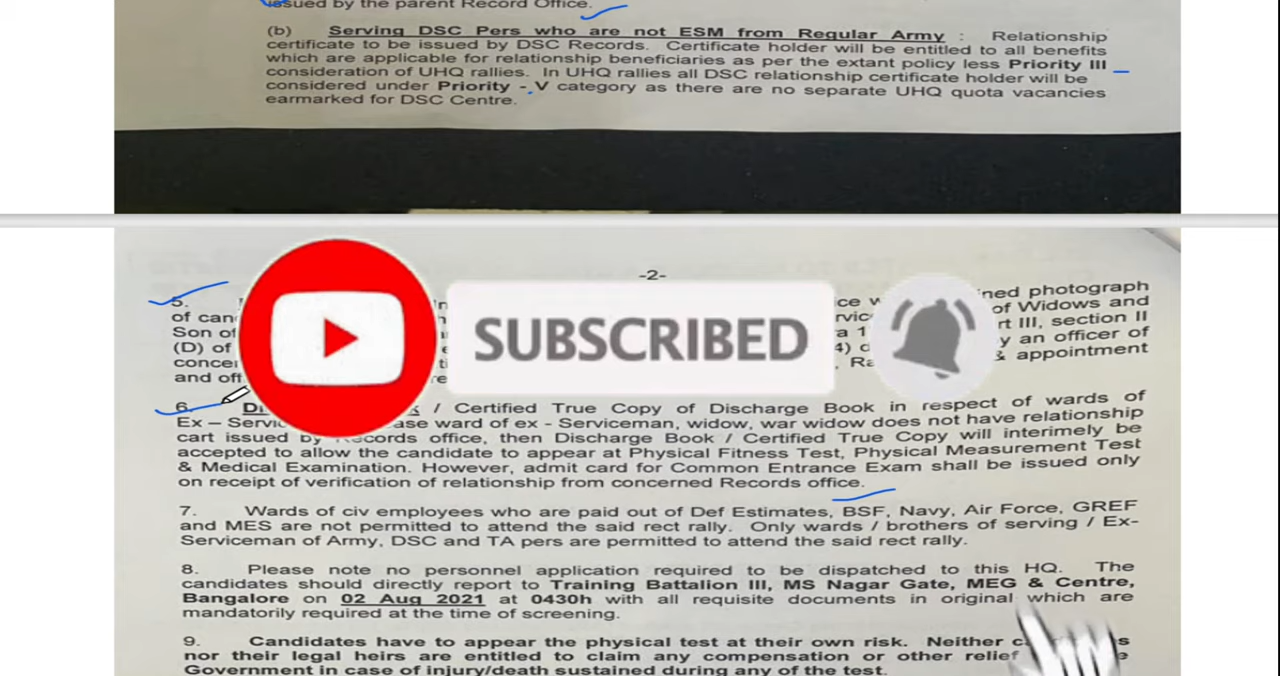 issued by the parent Record Office.
(b) Serving DSC Pers who are not ESM from Regular Army : Relationship
certificate to be issued by DSC Records. Certificate holder will be entitled to all benefits
which are applicable for relationship beneficiaries as per the extant policy less Priority III
consideration of UHQ rallies. In UHQ rallies all DSC relationship certificate holder will be
considered under Priority - V category as there are no separate UHQ quota vacancies
earmarked for DSC Centre.
-2-
5. ned photograph
of can of Widows and
Son of rt III, section II
(D) of y an officer of
concer & appointment
and off
SUBSCRIBED
6. / Certified True Copy of Discharge Book in respect of wards of
Ex – Servi ase ward of ex - Serviceman, widow, war widow does not have relationship
cart issued by Records office, then Discharge Book / Certified True Copy will interimely be
accepted to allow the candidate to appear at Physical Fitness Test, Physical Measurement Test
& Medical Examination. However, admit card for Common Entrance Exam shall be issued only
on receipt of verification of relationship from concerned Records office.
7. Wards of civ employees who are paid out of Def Estimates, BSF, Navy, Air Force, GREF
and MES are not permitted to attend the said rect rally. Only wards / brothers of serving / Ex-
Serviceman of Army, DSC and TA pers are permitted to attend the said rect rally.
8. Please note no personnel application required to be dispatched to this HQ. The
candidates should directly report to Training Battalion III, MS Nagar Gate, MEG & Centre,
Bangalore on 02 Aug 2021 at 0430h with all requisite documents in original which are
mandatorily required at the time of screening.
9. Candidates have to appear the physical test at their own risk. Neither
nor their legal heirs are entitled to claim any compensation or other relief
Government in case of injury/death sustained during any of the test.